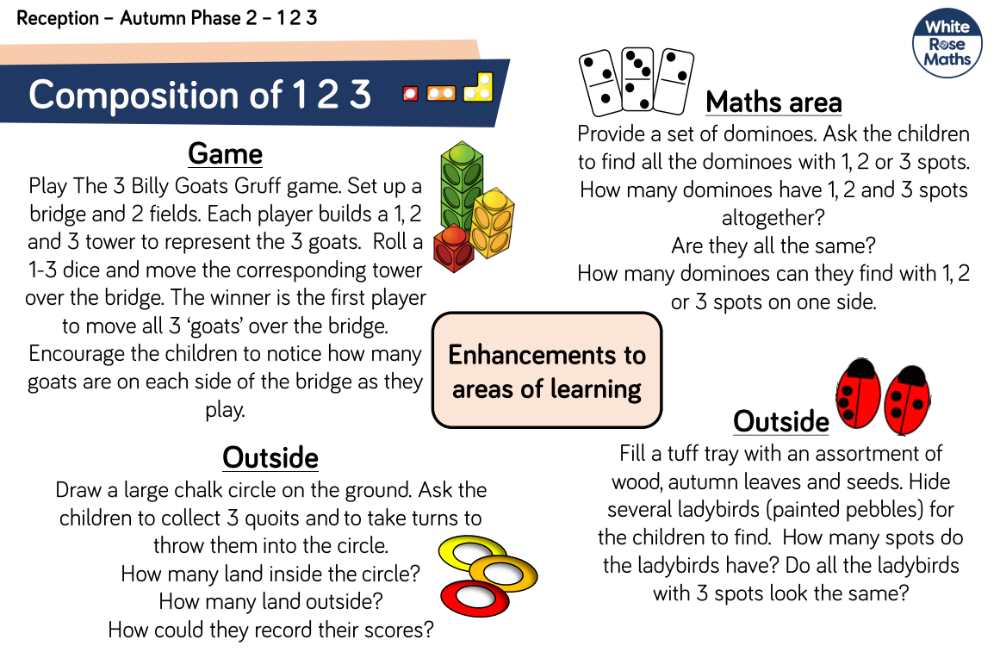 Reception – Autumn Phase 2 – 1 2 3
White
Rose
Maths
Composition of 1 2 3
Game
Play The 3 Billy Goats Gruff game. Set up a
bridge and 2 fields. Each player builds a 1, 2
and 3 tower to represent the 3 goats.  Roll a
1-3 dice and move the corresponding tower
over the bridge. The winner is the first player
to move all 3 ‘goats’ over the bridge.
Encourage the children to notice how many
goats are on each side of the bridge as they
play.
Maths area
Provide a set of dominoes. Ask the children
to find all the dominoes with 1, 2 or 3 spots.
How many dominoes have 1, 2 and 3 spots
altogether?
Are they all the same?
How many dominoes can they find with 1, 2
or 3 spots on one side.
Enhancements to
areas of learning
Outside
Draw a large chalk circle on the ground. Ask the
children to collect 3 quoits and to take turns to
throw them into the circle.
How many land inside the circle?
How many land outside?
How could they record their scores?
Outside
Fill a tuff tray with an assortment of
wood, autumn leaves and seeds. Hide
several ladybirds (painted pebbles) for
the children to find.  How many spots do
the ladybirds have? Do all the ladybirds
with 3 spots look the same?